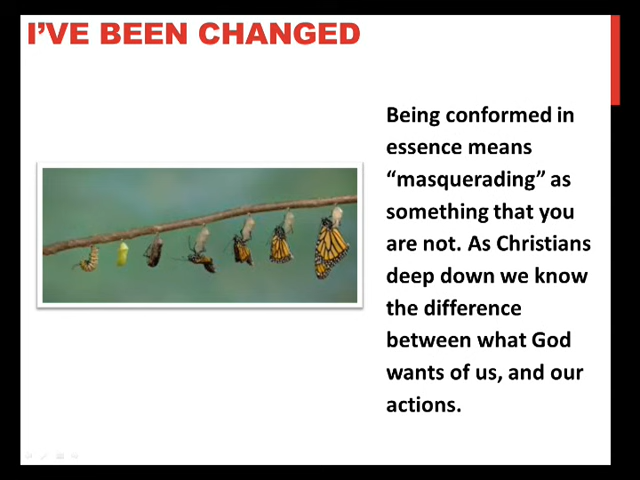 I'VE BEEN CHANGED
Being conformed in
essence means
“masquerading” as
something that you
are not. As Christians
deep down we know
the difference
between what God
wants of us, and our
actions.